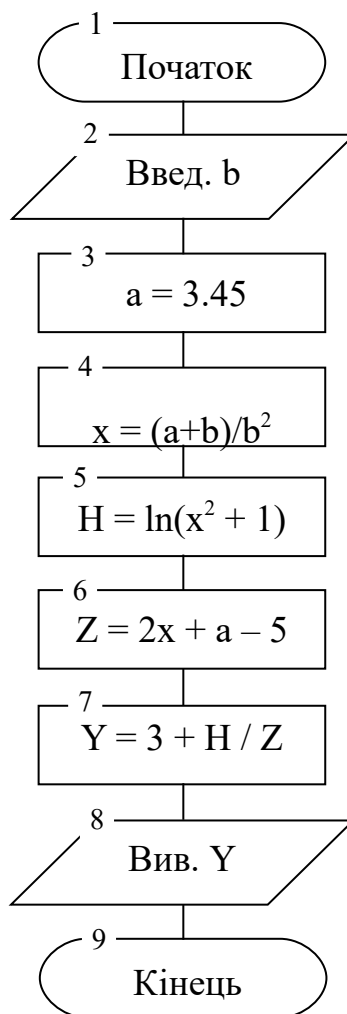 1
Початок
2
Введ. b
3
a = 3.45
4
x = (a+b)/b²
5
H = ln(x² + 1)
6
Z = 2x + a – 5
7
Y = 3 + H / Z
8
Вив. Y
9
Кінець